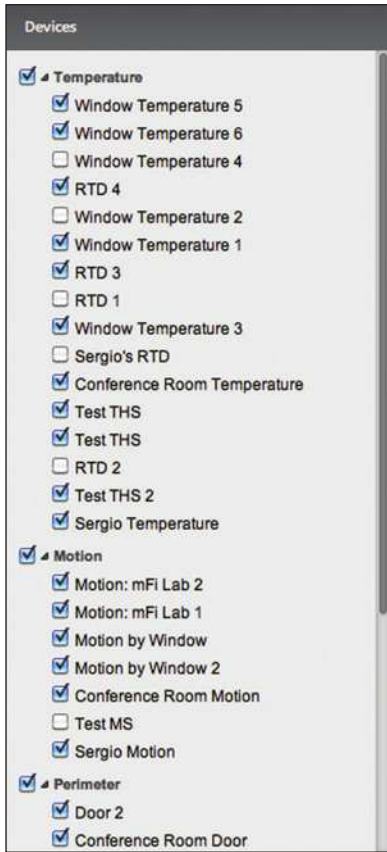 Devices
Temperature
Window Temperature 5
Window Temperature 6
Window Temperature 4
RTD 4
Window Temperature 2
Window Temperature 1
RTD 3
RTD 1
Window Temperature 3
Sergio's RTD
Conference Room Temperature
Test THS
Test THS
RTD 2
Test THS 2
Sergio Temperature
Motion
Motion: mFi Lab 2
Motion: mFi Lab 1
Motion by Window
Motion by Window 2
Conference Room Motion
Test MS
Sergio Motion
Perimeter
Door 2
Conference Room Door